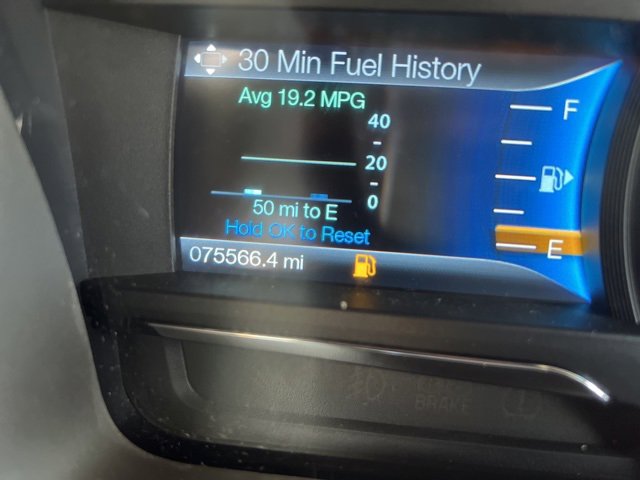 30 Min Fuel History
Avg 19.2 MPG
40
20
0
50 mi to E
Hold OK to Reset
075566.4 mi
F
E
BRAKE